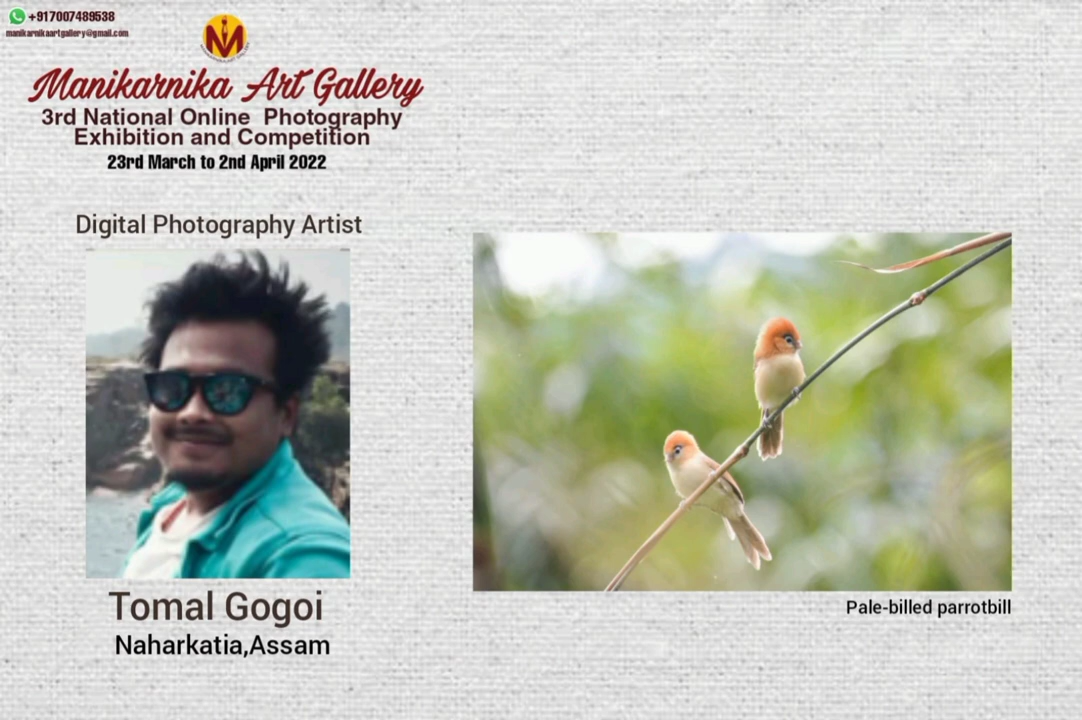 +917007489538
manikarnikaartgallery@gmail.com
M
Manikarnika Art Gallery
3rd National Online Photography
Exhibition and Competition
23rd March to 2nd April 2022
Digital Photography Artist
Tomal Gogoi
Naharkatia,Assam
Pale-billed parrotbill